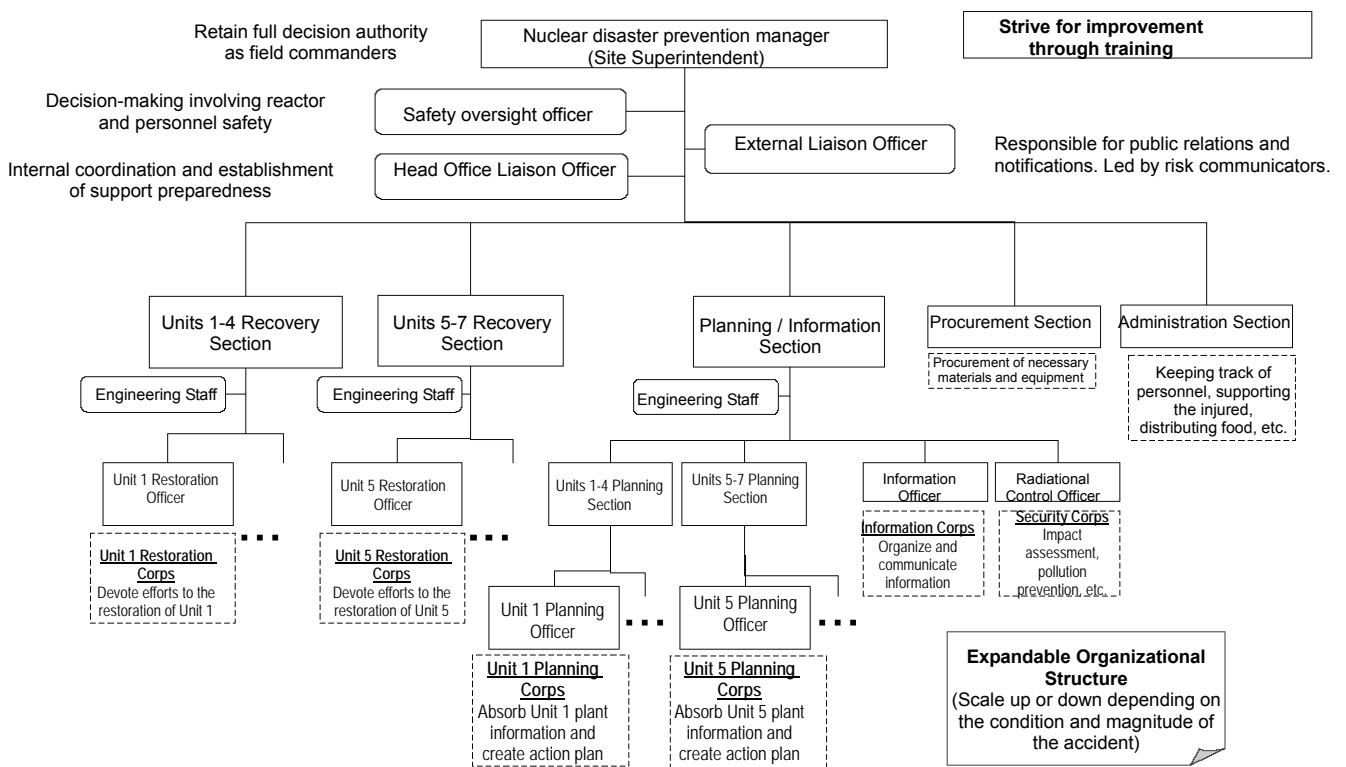 Retain full decision authority
as field commanders
Nuclear disaster prevention manager
(Site Superintendent)
Strive for improvement
through training
Decision-making involving reactor
and personnel safety
Safety oversight officer
External Liaison Officer
Responsible for public relations and
notifications. Led by risk communicators.
Internal coordination and establishment
of support preparedness
Head Office Liaison Officer
Units 1-4 Recovery
Section
Units 5-7 Recovery
Section
Planning / Information
Section
Procurement Section
Administration Section
Procurement of necessary
materials and equipment
Keeping track of
personnel, supporting
the injured,
distributing food, etc.
Engineering Staff
Engineering Staff
Engineering Staff
Unit 1 Restoration
Officer
Unit 5 Restoration
Officer
Units 1-4 Planning
Section
Units 5-7 Planning
Section
Information
Officer
Radiational
Control Officer
Unit 1 Restoration
Corps
Devote efforts to the
restoration of Unit 1
...
Unit 5 Restoration
Corps
Devote efforts to the
restoration of Unit 5
...
Information Corps
Organize and
communicate
information
Security Corps
Impact
assessment,
pollution
prevention, etc.
Unit 1 Planning
Officer
...
Unit 5 Planning
Officer
...
Unit 1 Planning
Corps
Absorb Unit 1 plant
information and
create action plan
Unit 5 Planning
Corps
Absorb Unit 5 plant
information and
create action plan
Expandable Organizational
Structure
(Scale up or down depending on
the condition and magnitude of
the accident)